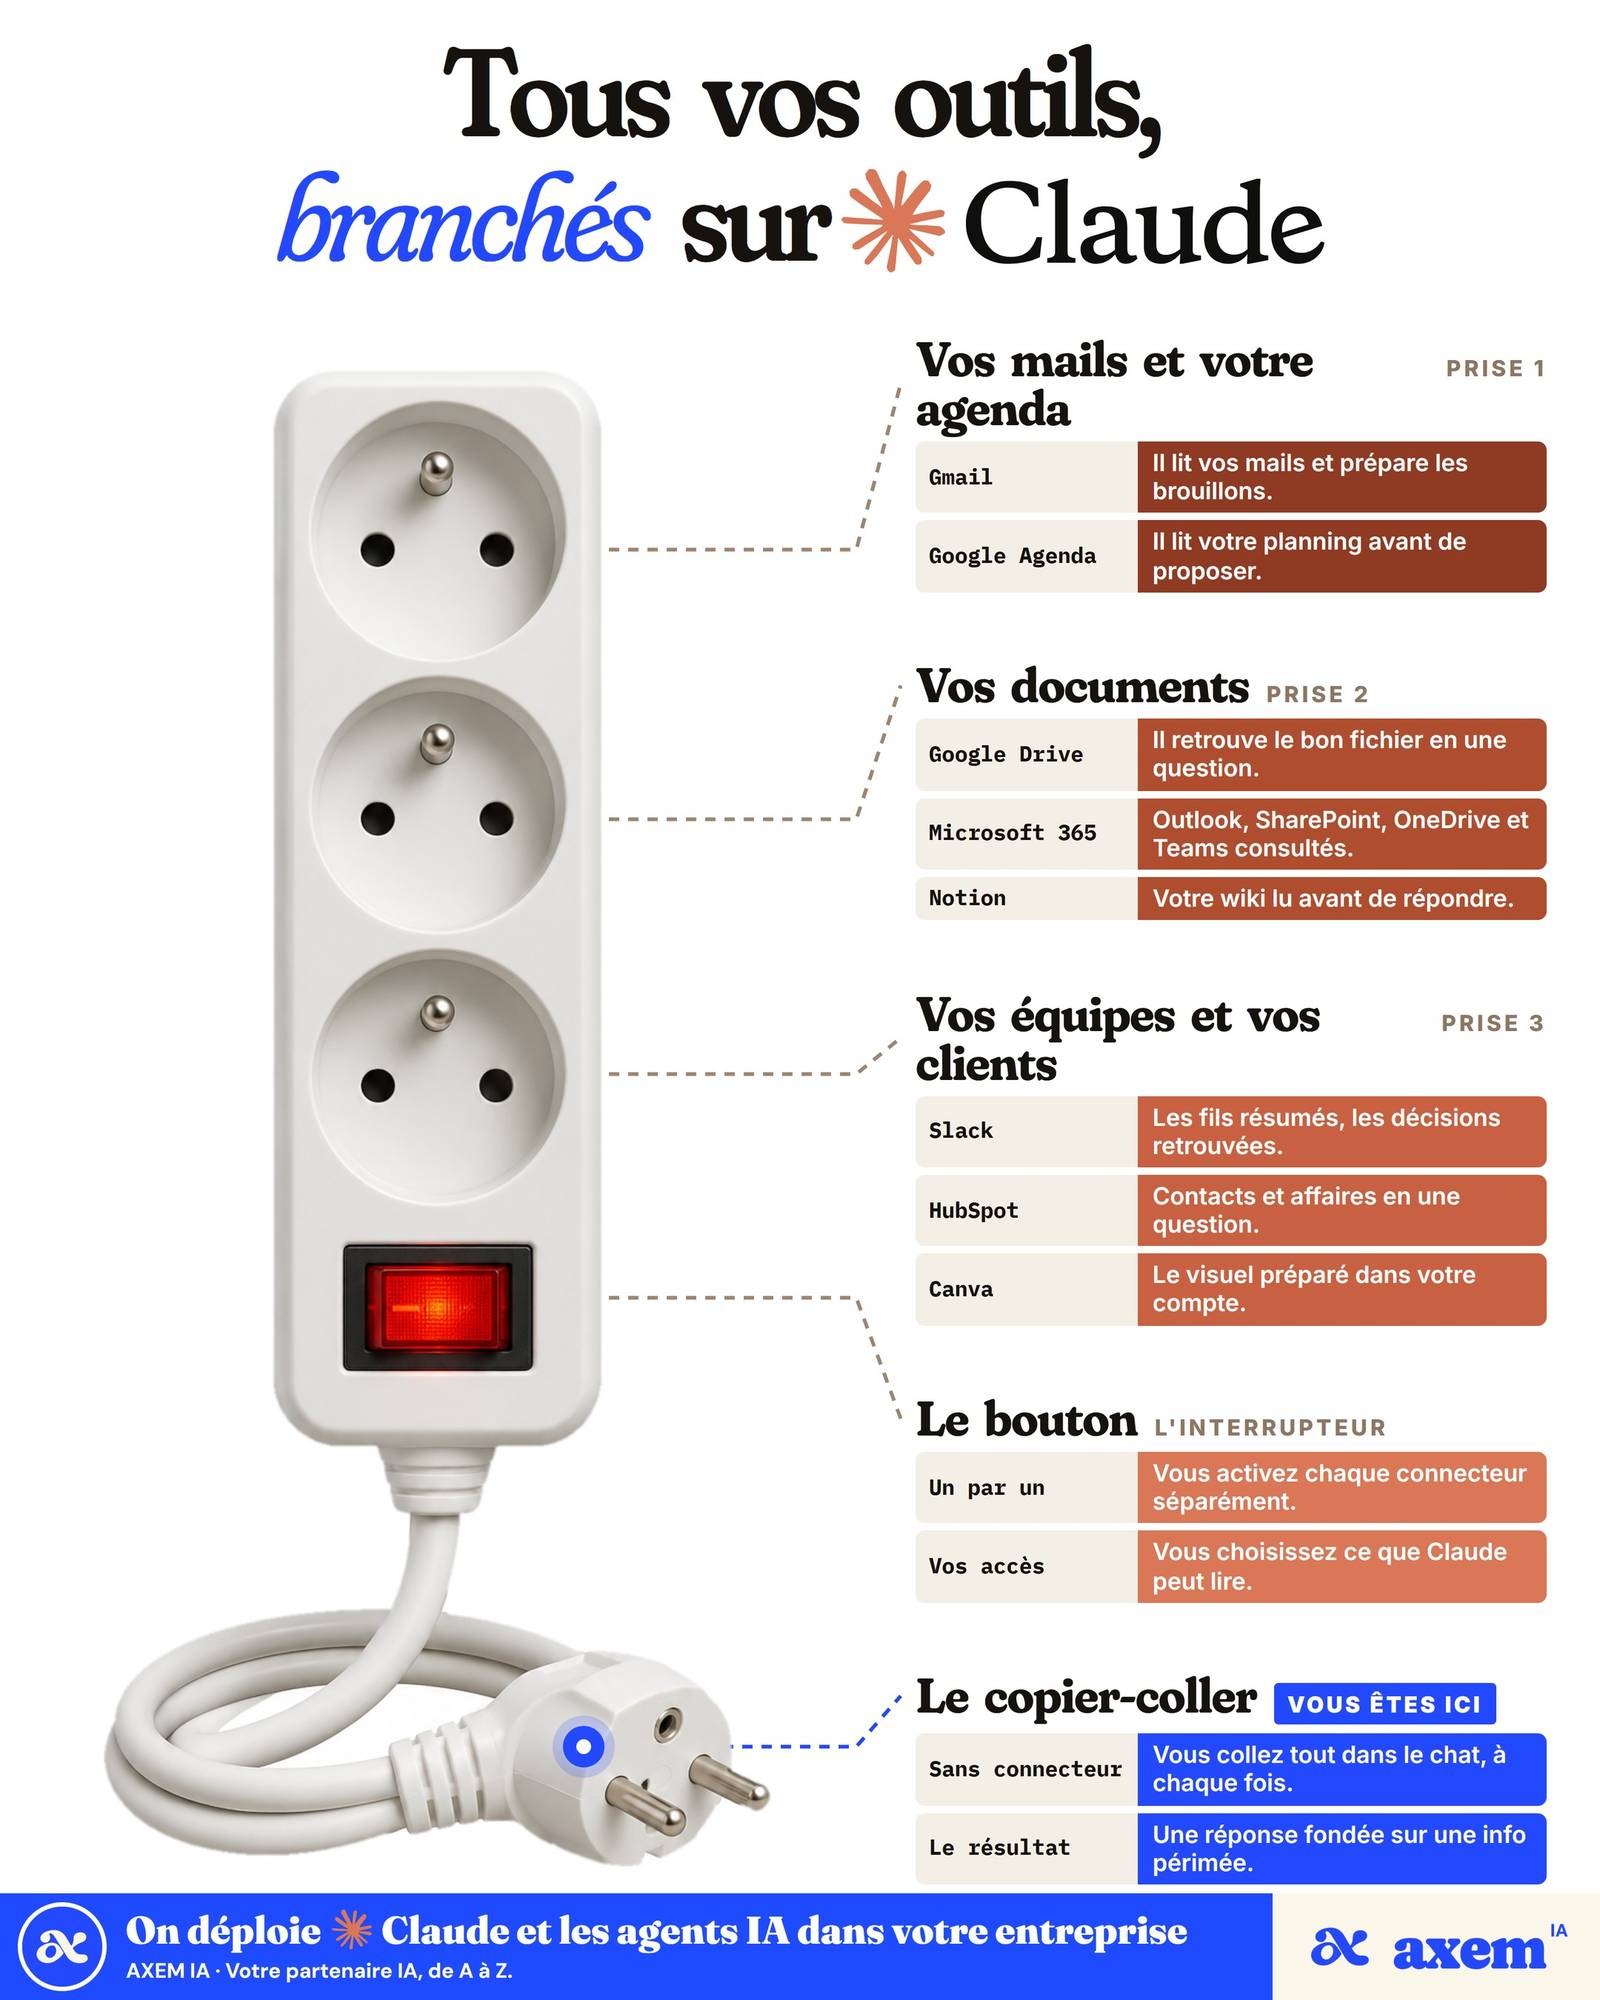 Tous vos outils,
branchés sur Claude
Vos mails et votre
agenda
PRISE 1
Gmail
Il lit vos mails et prépare les
brouillons.
Google Agenda
Il lit votre planning avant de
proposer.
Vos documents PRISE 2
Google Drive
Il retrouve le bon fichier en une
question.
Microsoft 365
Outlook, SharePoint, OneDrive et
Teams consultés.
Notion
Votre wiki lu avant de répondre.
Vos équipes et vos
clients
PRISE 3
Slack
Les fils résumés, les décisions
retrouvées.
HubSpot
Contacts et affaires en une
question.
Canva
Le visuel préparé dans votre
compte.
Le bouton L'INTERRUPTEUR
Un par un
Vous activez chaque connecteur
séparément.
Vos accès
Vous choisissez ce que Claude
peut lire.
Le copier-coller VOUS ÊTES ICI
Sans connecteur
Vous collez tout dans le chat, à
chaque fois.
Le résultat
Une réponse fondée sur une info
périmée.
On déploie Claude et les agents IA dans votre entreprise
AXEM IA · Votre partenaire IA, de A à Z.
axem IA